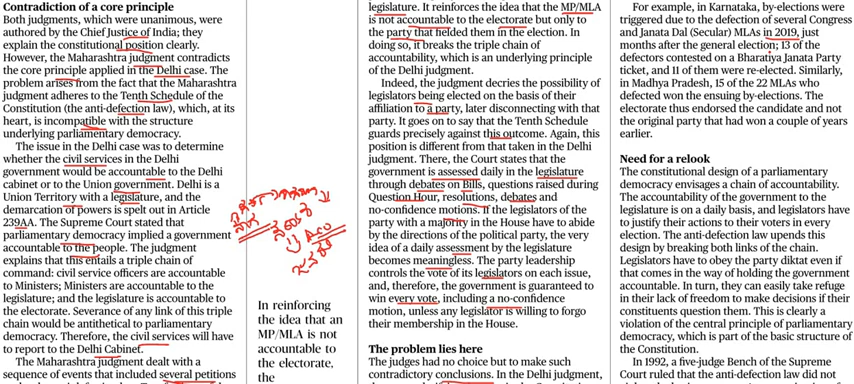 Contradiction of a core principle
Both judgments, which were unanimous, were
authored by the Chief Justice of India; they
explain the constitutional position clearly.
However, the Maharashtra judgment contradicts
the core principle applied in the Delhi case. The
problem arises from the fact that the Maharashtra
judgment adheres to the Tenth Schedule of the
Constitution (the anti-defection law), which, at its
heart, is incompatible with the structure
underlying parliamentary democracy.
The issue in the Delhi case was to determine
whether the civil services in the Delhi
government would be accountable to the Delhi
cabinet or to the Union government. Delhi is a
Union Territory with a legislature, and the
demarcation of powers is spelt out in Article
239AA. The Supreme Court stated that
parliamentary democracy implied a government
accountable to the people. The judgment
explains that this entails a triple chain of
command: civil service officers are accountable
to Ministers; Ministers are accountable to the
legislature; and the legislature is accountable to
the electorate. Severance of any link of this triple
chain would be antithetical to parliamentary
democracy. Therefore, the civil services will have
to report to the Delhi Cabinet.
The Maharashtra judgment dealt with a
sequence of events that included several petitions
In reinforcing
the idea that an
MP/MLA is not
accountable to
the electorate,
the
legislature. It reinforces the idea that the MP/MLA
is not accountable to the electorate but only to
the party that fielded them in the election. In
doing so, it breaks the triple chain of
accountability, which is an underlying principle
of the Delhi judgment.
Indeed, the judgment decries the possibility of
legislators being elected on the basis of their
affiliation to a party, later disconnecting with that
party. It goes on to say that the Tenth Schedule
guards precisely against this outcome. Again, this
position is different from that taken in the Delhi
judgment. There, the Court states that the
government is assessed daily in the legislature
through debates on Bills, questions raised during
Question Hour, resolutions, debates and
no-confidence motions. If the legislators of the
party with a majority in the House have to abide
by the directions of the political party, the very
idea of a daily assessment by the legislature
becomes meaningless. The party leadership
controls the vote of its legislators on each issue,
and, therefore, the government is guaranteed to
win every vote, including a no-confidence
motion, unless any legislator is willing to forgo
their membership in the House.
The problem lies here
The judges had no choice but to make such
contradictory conclusions. In the Delhi judgment,
For example, in Karnataka, by-elections were
triggered due to the defection of several Congress
and Janata Dal (Secular) MLAs in 2019, just
months after the general election; 13 of the
defectors contested on a Bharatiya Janata Party
ticket, and 11 of them were re-elected. Similarly,
in Madhya Pradesh, 15 of the 22 MLAs who
defected won the ensuing by-elections. The
electorate thus endorsed the candidate and not
the original party that had won a couple of years
earlier.
Need for a relook
The constitutional design of a parliamentary
democracy envisages a chain of accountability.
The accountability of the government to the
legislature is on a daily basis, and legislators have
to justify their actions to their voters in every
election. The anti-defection law upends this
design by breaking both links of the chain.
Legislators have to obey the party diktat even if
that comes in the way of holding the government
accountable. In turn, they can easily take refuge
in their lack of freedom to make decisions if their
constituents question them. This is clearly a
violation of the central principle of parliamentary
democracy, which is part of the basic structure of
the Constitution.
In 1992, a five-judge Bench of the Supreme
Court ruled that the anti-defection law did not